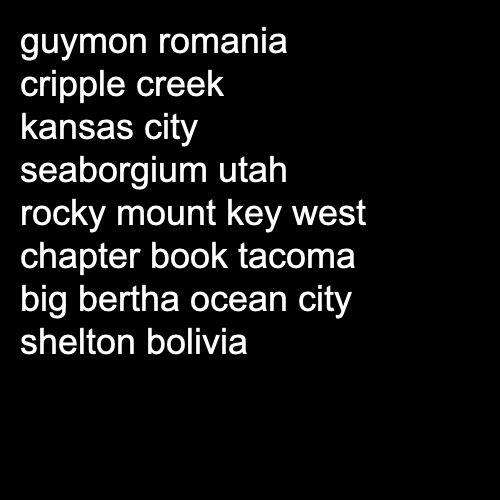 guymon romania
cripple creek
kansas city
seaborgium utah
rocky mount key west
chapter book tacoma
big bertha ocean city
shelton bolivia